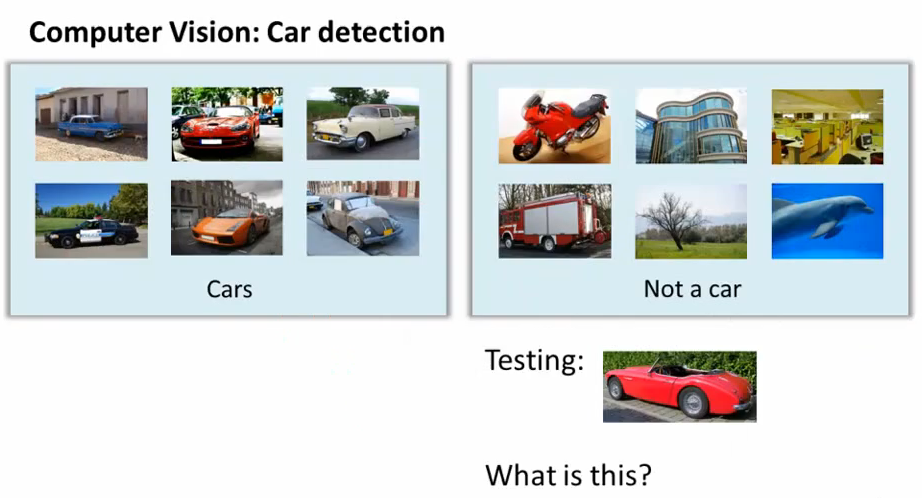 Computer Vision: Car detection
Cars
Not a car
Testing:
What is this?